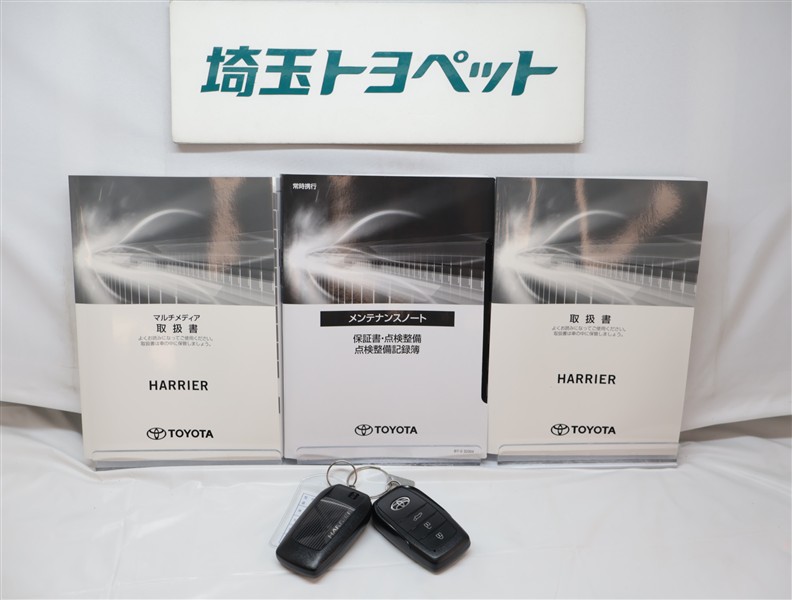 埼玉トヨペット
マルチメディア
取扱書
よくお読みになってご使用ください。
取扱書は車の中に保管しましょう。
HARRIER
TOYOTA
常時携行
メンテナンスノート
保証書・点検整備
点検整備記録簿
TOYOTA
取扱書
よくお読みになってご使用ください。
取扱書は車の中に保管しましょう。
HARRIER
TOYOTA
HARRIER